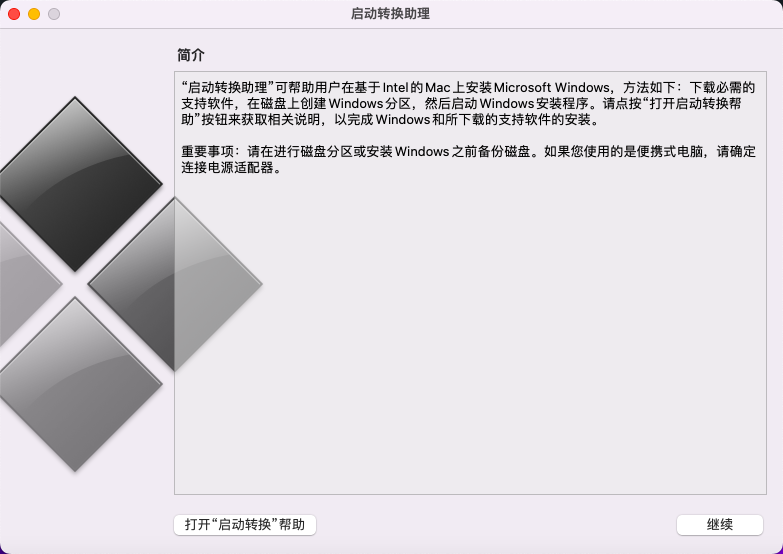 启动转换助理
简介
“启动转换助理”可帮助用户在基于Intel的Mac上安装Microsoft Windows，方法如下：下载必需的
支持软件，在磁盘上创建Windows分区，然后启动Windows安装程序。请点按“打开启动转换帮
助”按钮来获取相关说明，以完成Windows和所下载的支持软件的安装。
重要事项：请在进行磁盘分区或安装Windows之前备份磁盘。如果您使用的是便携式电脑，请确定
连接电源适配器。
打开“启动转换”帮助
继续